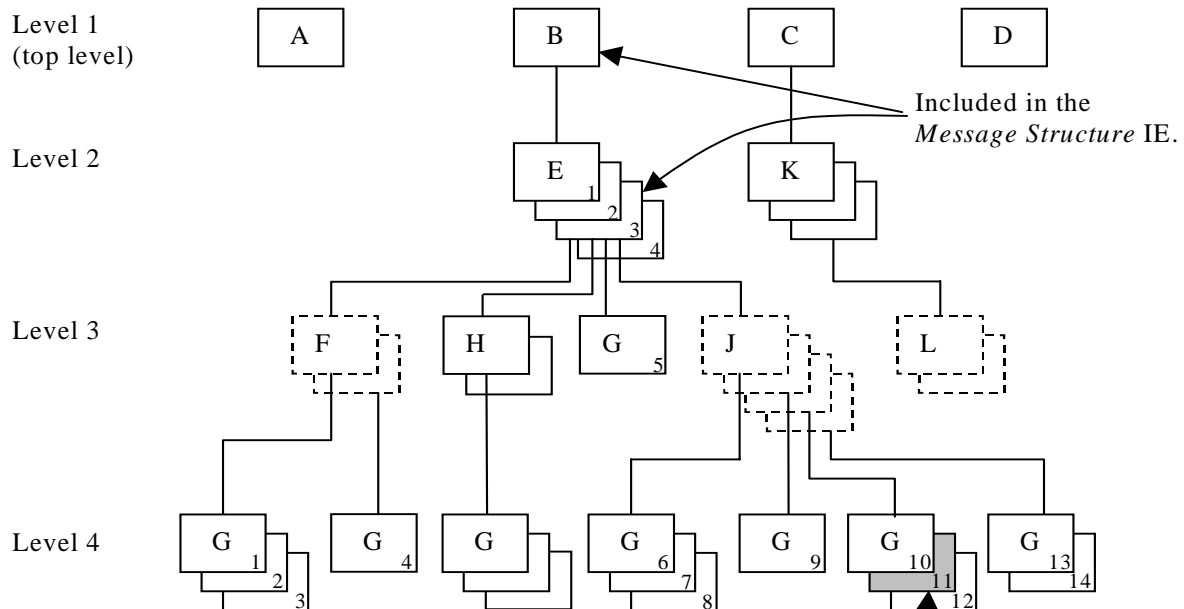 Level 1
(top level)
A
B
C
D
Included in the
Message Structure IE.
Level 2
E
1
2
3
4
K
Level 3
F
H
G
5
J
L
Level 4
G
1
2
3
G
4
G
G
6
7
8
G
9
G
10
11
12
G
13
14